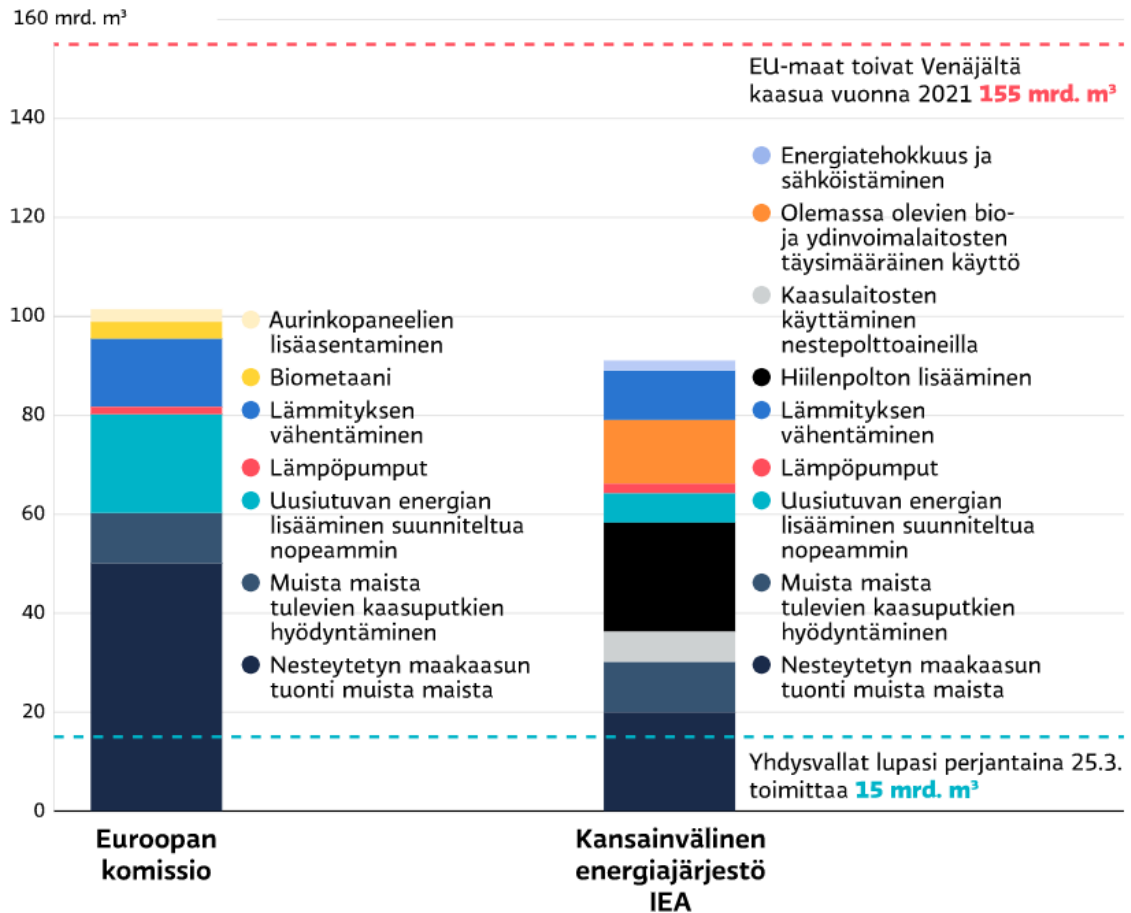 160 mrd. m³
140
120
100
80
60
40
20
0
EU-maat toivat Venäjältä
kaasua vuonna 2021 155 mrd. m³
Aurinkopaneelien
lisäasentaminen
Biometaani
Lämmityksen
vähentäminen
Lämpöpumput
Uusiutuvan energian
lisääminen suunniteltua
nopeammin
Muista maista
tulevien kaasuputkien
hyödyntäminen
Nesteytetyn maakaasun
tuonti muista maista
Energiatehokkuus ja
sähköistäminen
Olemassa olevien bio-
ja ydinvoimalaitosten
täysimääräinen käyttö
Kaasulaitosten
käyttäminen
nestepolttoaineilla
Hiilenpolton lisääminen
Lämmityksen
vähentäminen
Lämpöpumput
Uusiutuvan energian
lisääminen suunniteltua
nopeammin
Muista maista
tulevien kaasuputkien
hyödyntäminen
Nesteytetyn maakaasun
tuonti muista maista
Yhdysvallat lupasi perjantaina 25.3.
toimittaa 15 mrd. m³
Euroopan
komissio
Kansainvälinen
energiajärjestö
IEA